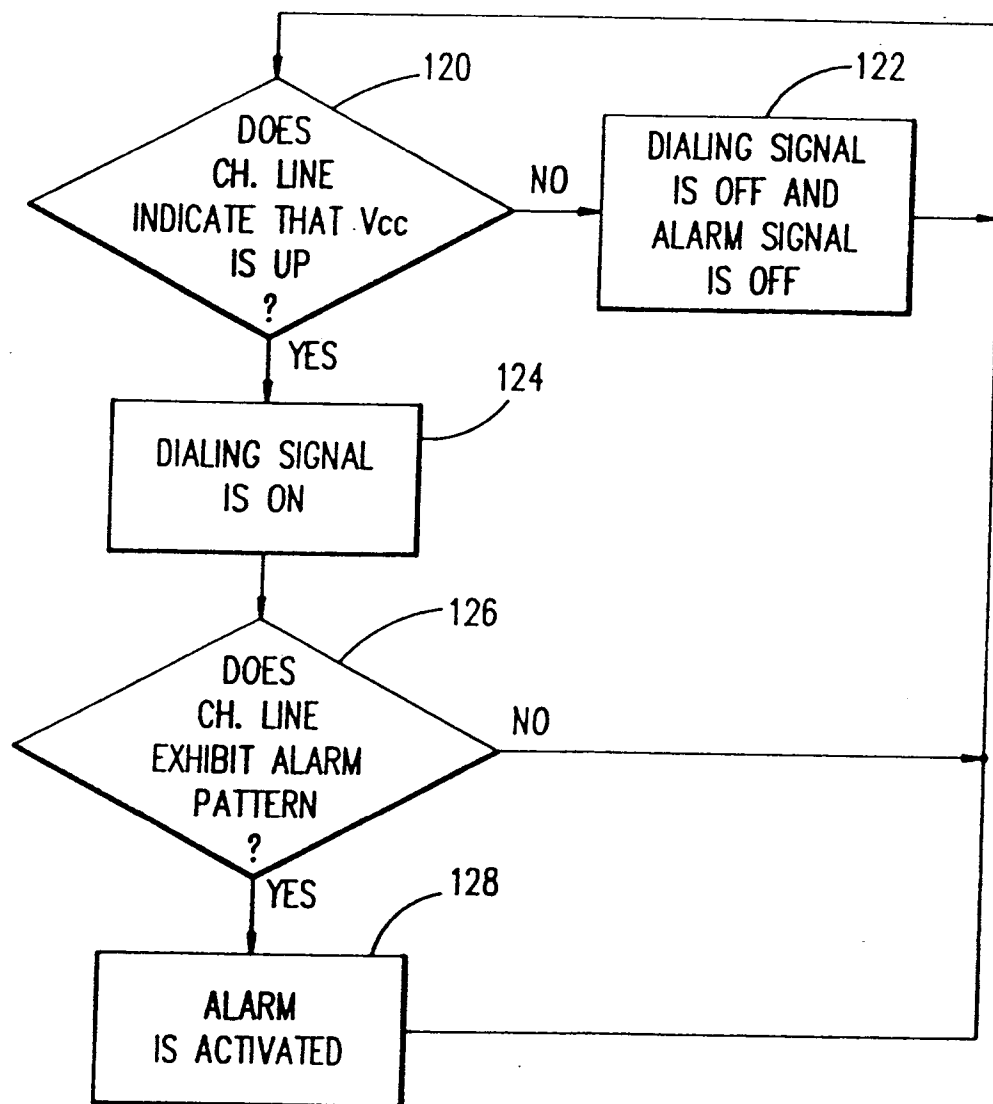 120
DOES
CH. LINE
INDICATE THAT Vcc
IS UP
?
NO
122
DIALING SIGNAL
IS OFF AND
ALARM SIGNAL
IS OFF
YES
124
DIALING SIGNAL
IS ON
126
DOES
CH. LINE
EXHIBIT ALARM
PATTERN
?
NO
YES
128
ALARM
IS ACTIVATED